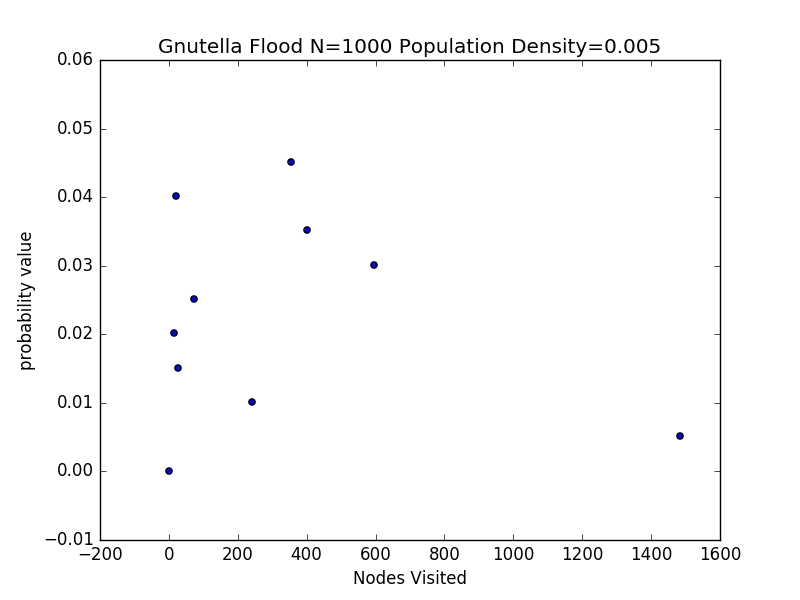 Gnutella Flood N=1000 Population Density=0.005
0.06
0.05
0.04
0.03
0.02
0.01
0.00
−0.01
probability value
−200 0 200 400 600 800 1000 1200 1400 1600
Nodes Visited